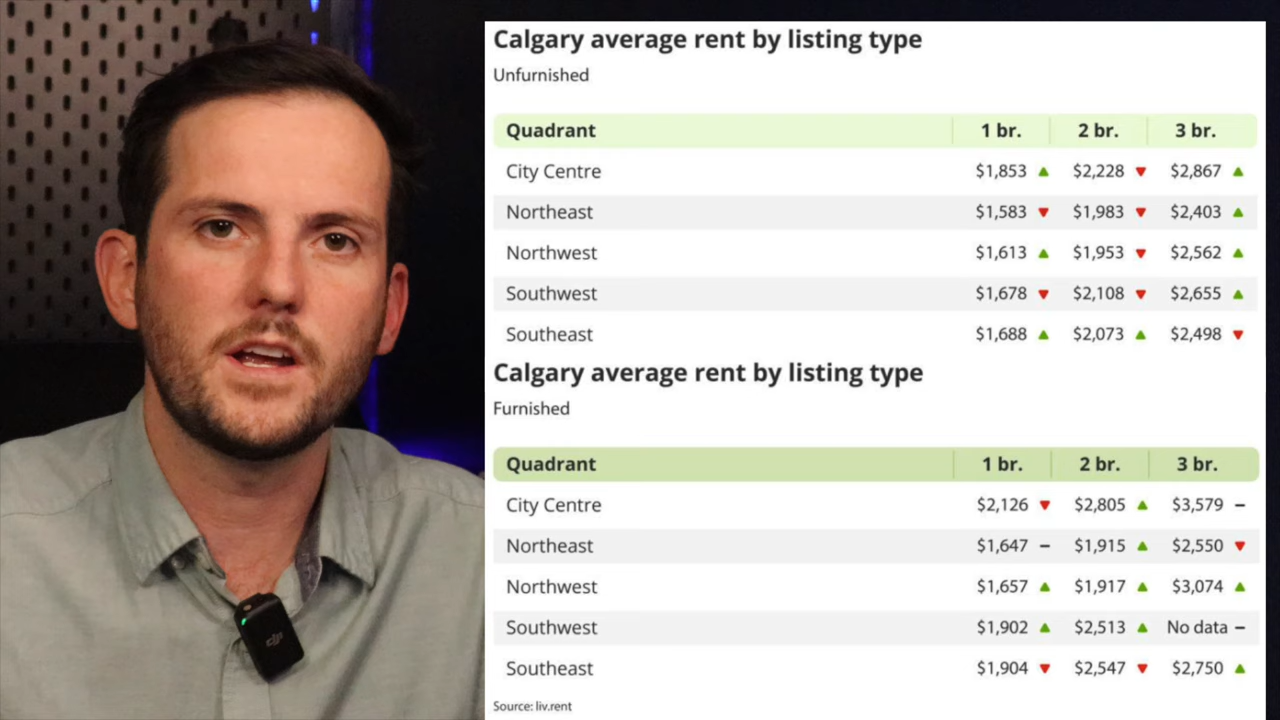 Calgary average rent by listing type
Unfurnished
Quadrant 1 br. 2 br. 3 br.
City Centre $1,853 ▲ $2,228 ▼ $2,867 ▲
Northeast $1,583 ▼ $1,983 ▼ $2,403 ▲
Northwest $1,613 ▲ $1,953 ▼ $2,562 ▲
Southwest $1,678 ▼ $2,108 ▼ $2,655 ▲
Southeast $1,688 ▲ $2,073 ▲ $2,498 ▼
Calgary average rent by listing type
Furnished
Quadrant 1 br. 2 br. 3 br.
City Centre $2,126 ▼ $2,805 ▲ $3,579 –
Northeast $1,647 – $1,915 ▲ $2,550 ▼
Northwest $1,657 ▲ $1,917 ▲ $3,074 ▲
Southwest $1,902 ▲ $2,513 ▲ No data –
Southeast $1,904 ▼ $2,547 ▼ $2,750 ▲
Source: liv.rent
dji